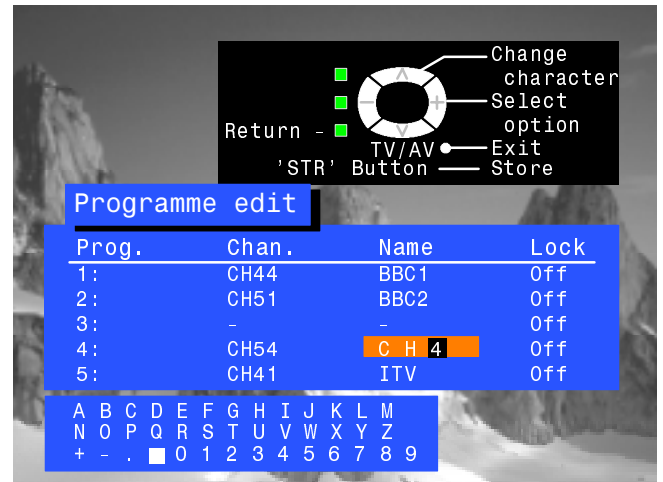 Change
character
Select
option
Return -
TV/AV
Exit
'STR' Button
Store
Programme edit
Prog. Chan. Name Lock
1: CH44 BBC1 Off
2: CH51 BBC2 Off
3: - - Off
4: CH54 C H 4 Off
5: CH41 ITV Off
A B C D E F G H I J K L M
N O P Q R S T U V W X Y Z
+ - . ■ 0 1 2 3 4 5 6 7 8 9